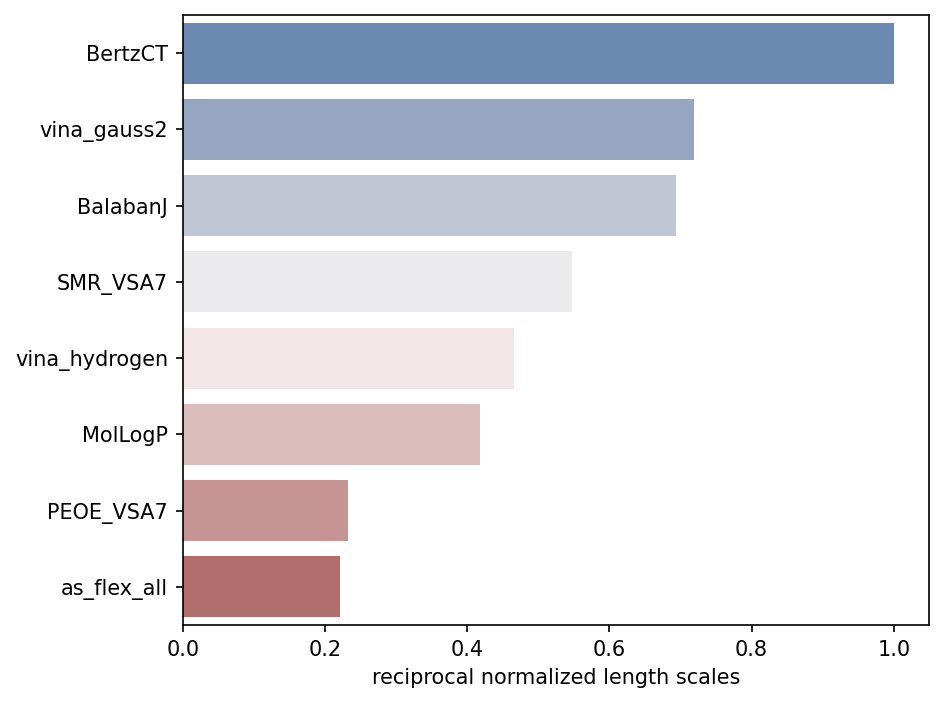 BertzCT
vina_gauss2
BalabanJ
SMR_VSA7
vina_hydrogen
MolLogP
PEOE_VSA7
as_flex_all
0.0 0.2 0.4 0.6 0.8 1.0
reciprocal normalized length scales